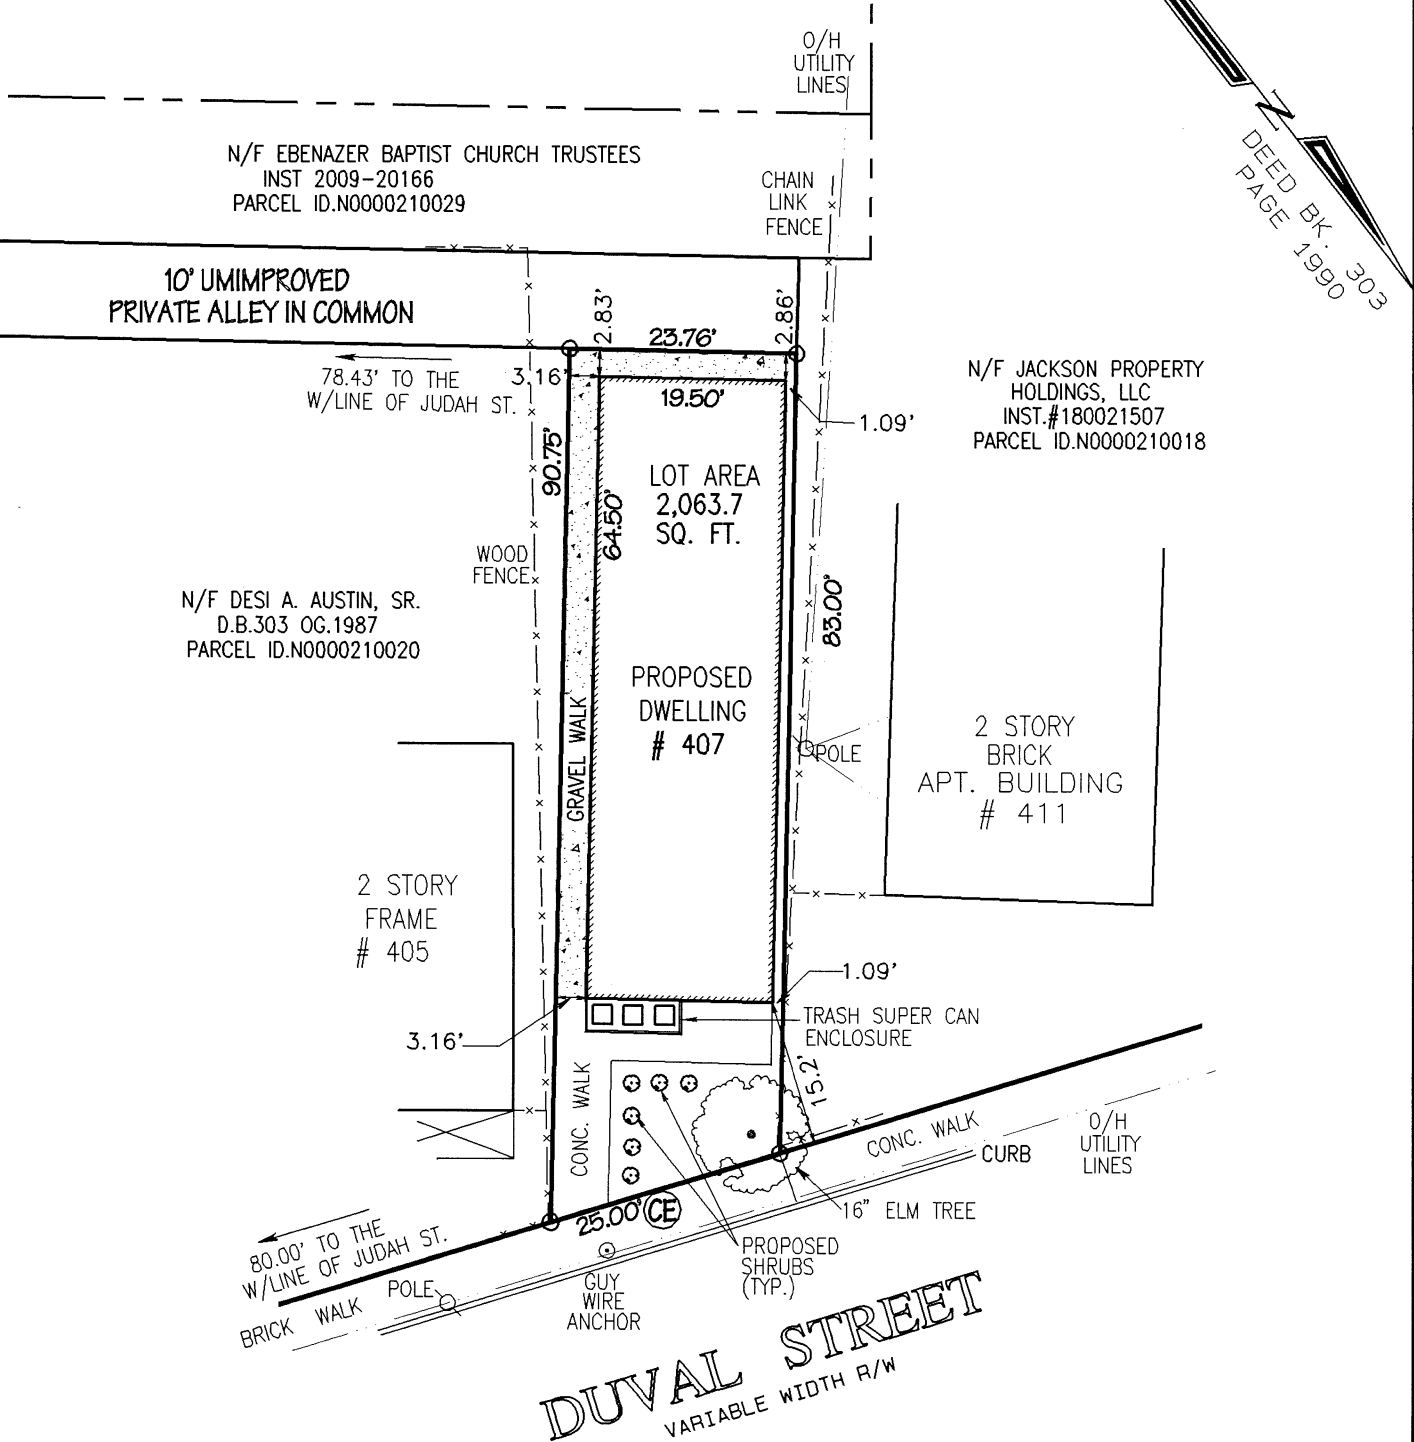 O/H
UTILITY
LINES
N
DEED BK. 303
PAGE 1990
N/F EBENAZER BAPTIST CHURCH TRUSTEES
INST 2009-20166
PARCEL ID.N0000210029
CHAIN
LINK
FENCE
10' UMIMPROVED
PRIVATE ALLEY IN COMMON
2.83'
23.76'
2.86'
78.43' TO THE
W/LINE OF JUDAH ST.
3.16'
19.50'
1.09'
N/F JACKSON PROPERTY
HOLDINGS, LLC
INST.#180021507
PARCEL ID.N0000210018
90.75'
64.50'
LOT AREA
2,063.7
SQ. FT.
WOOD
FENCE
83.00'
N/F DESI A. AUSTIN, SR.
D.B.303 OG.1987
PARCEL ID.N0000210020
PROPOSED
DWELLING
# 407
GRAVEL WALK
POLE
2 STORY
BRICK
APT. BUILDING
# 411
2 STORY
FRAME
# 405
1.09'
3.16'
TRASH SUPER CAN
ENCLOSURE
CONC. WALK
15.2'
CONC. WALK
O/H
UTILITY
LINES
CURB
25.00'
CE
16" ELM TREE
80.00' TO THE
W/LINE OF JUDAH ST.
PROPOSED
SHRUBS
(TYP.)
BRICK WALK
POLE
GUY
WIRE
ANCHOR
DUVAL STREET
VARIABLE WIDTH R/W